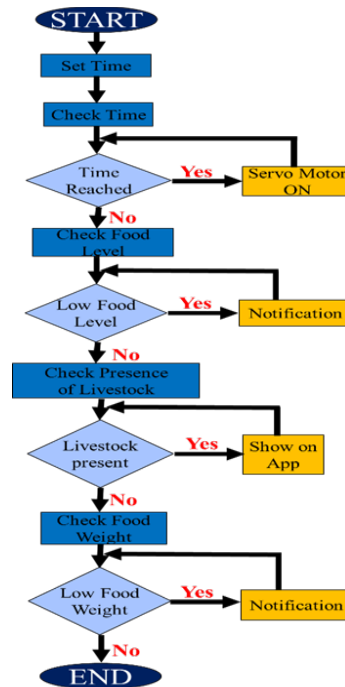 START
Set Time
Check Time
Time
Reached
Yes
Servo Motor
ON
No
Check Food
Level
Low Food
Level
Yes
Notification
No
Check Presence
of Livestock
Livestock
present
Yes
Show on
App
No
Check Food
Weight
Low Food
Weight
Yes
Notification
No
END